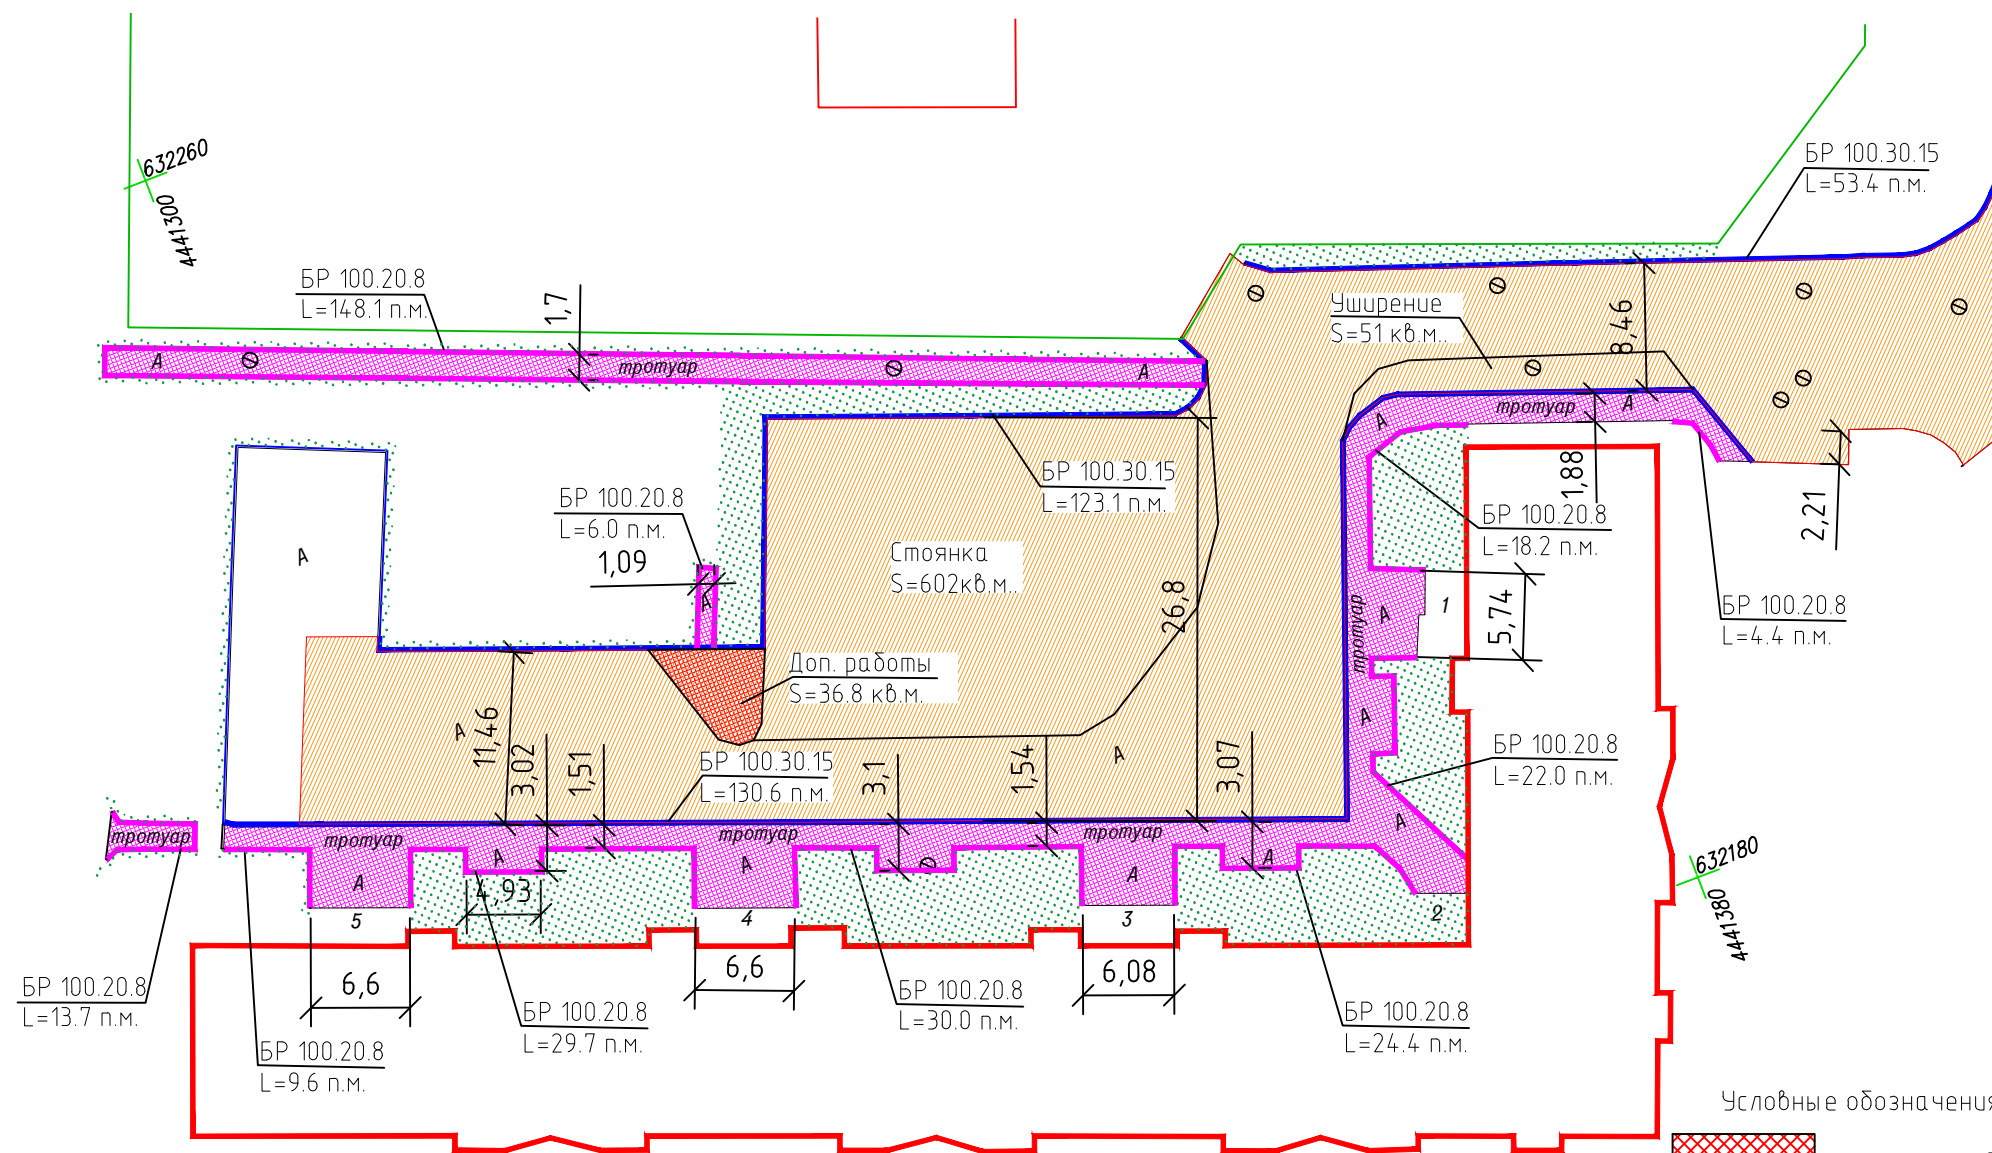 632260
4441300
БР 100.30.15
L=53.4 п.м.
БР 100.20.8
L=148.1 п.м.
1,7
Уширение
S=51 кв.м..
8,46
А
тротуар
А
тротуар
А
А
БР 100.30.15
L=123.1 п.м.
1,88
2,21
БР 100.20.8
L=6.0 п.м.
1,09
А
А
Стоянка
S=602кв.м..
26,8
БР 100.20.8
L=18.2 п.м.
тротуар
А
1
5,74
БР 100.20.8
L=4.4 п.м.
Доп. работы
S=36.8 кв.м.
А
11,46
3,02
1,51
БР 100.30.15
L=130.6 п.м.
3,1
1,54
А
3,07
А
БР 100.20.8
L=22.0 п.м.
тротуар
тротуар
тротуар
тротуар
А
А
А
А
А
А
А
4,93
5
4
3
2
632180
4441380
6,6
6,6
6,08
БР 100.20.8
L=13.7 п.м.
БР 100.20.8
L=9.6 п.м.
БР 100.20.8
L=29.7 п.м.
БР 100.20.8
L=30.0 п.м.
БР 100.20.8
L=24.4 п.м.
Условные обозначения